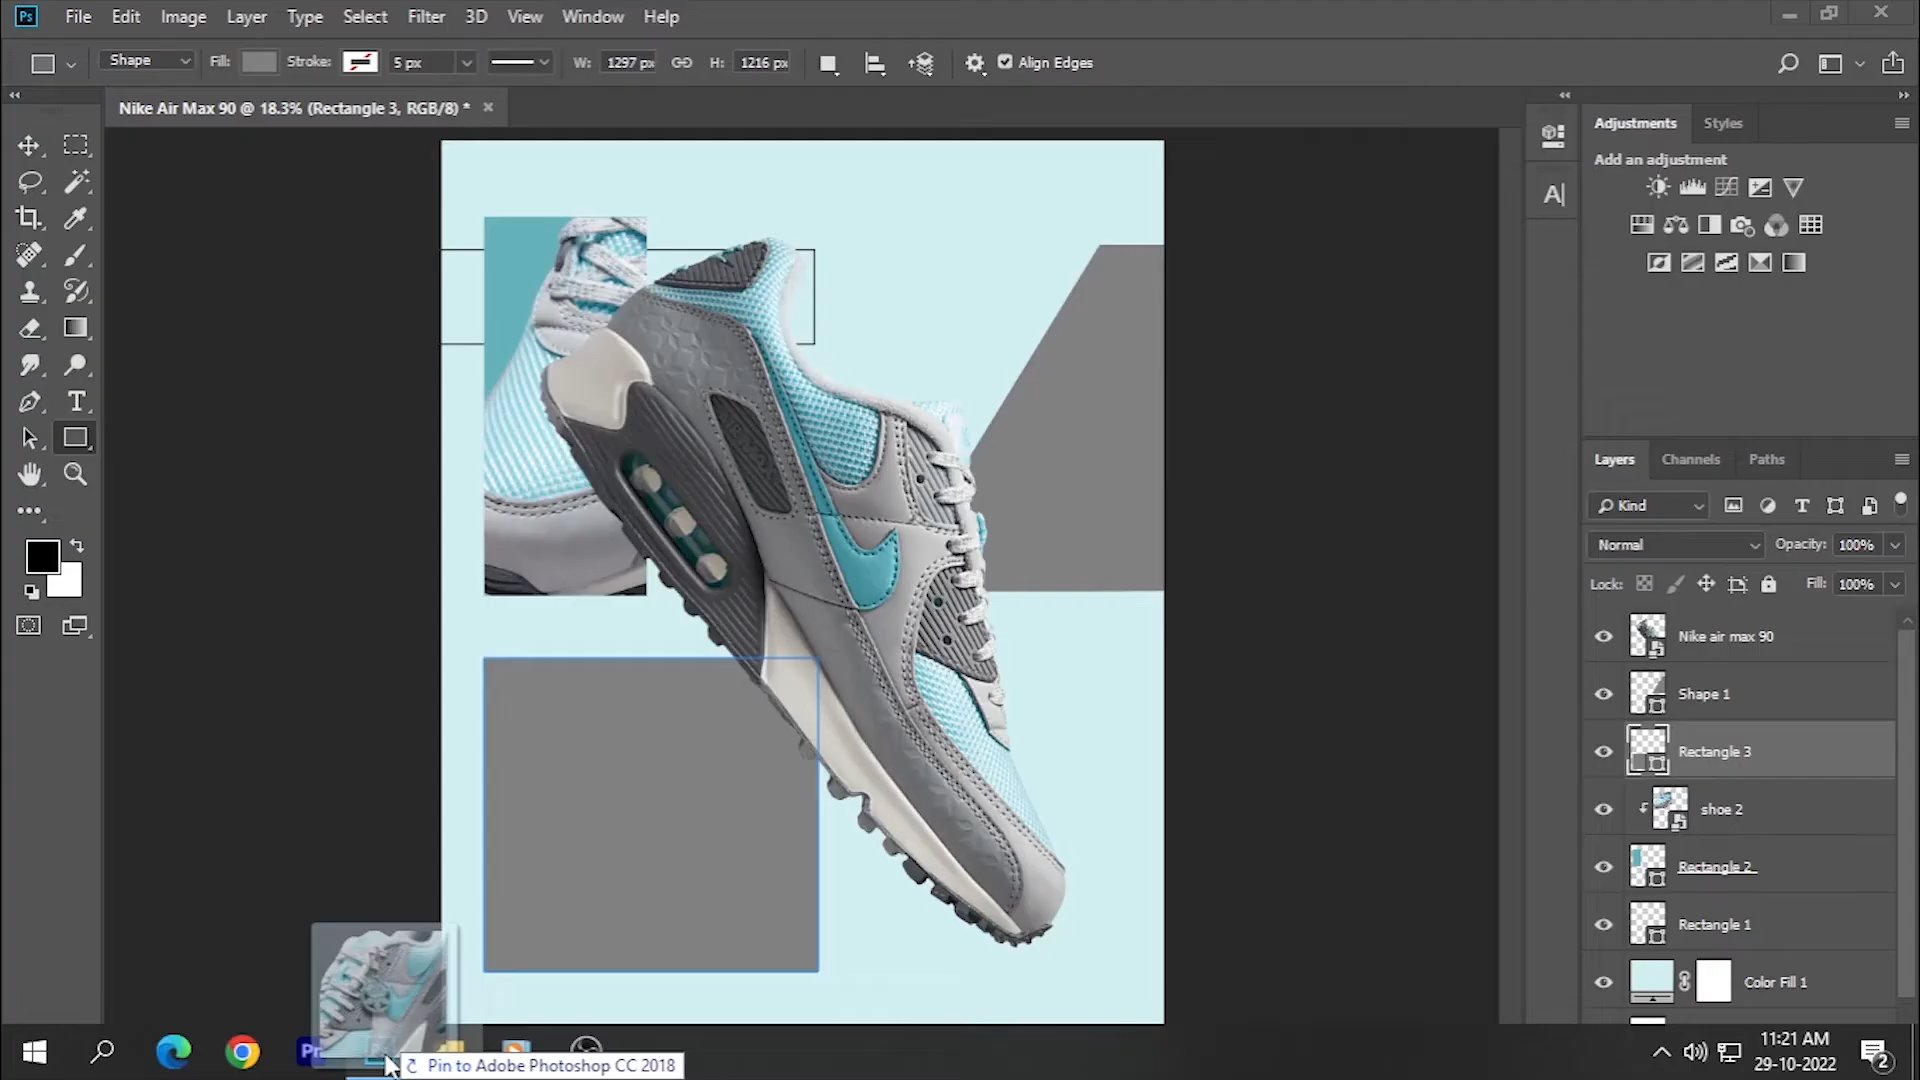 Ps File Edit Image Layer Type Select Filter 3D View Window Help
Shape Fill: Stroke: 5 px W: 1297 px H: 1216 px Align Edges
Nike Air Max 90 @ 18.3% (Rectangle 3, RGB/8) *
Adjustments Styles
Add an adjustment
Layers Channels Paths
Kind
Normal Opacity: 100%
Lock: Fill: 100%
Nike air max 90
Shape 1
Rectangle 3
shoe 2
Rectangle 2
Rectangle 1
Color Fill 1
Pr
Pin to Adobe Photoshop CC 2018
11:21 AM
29-10-2022
2